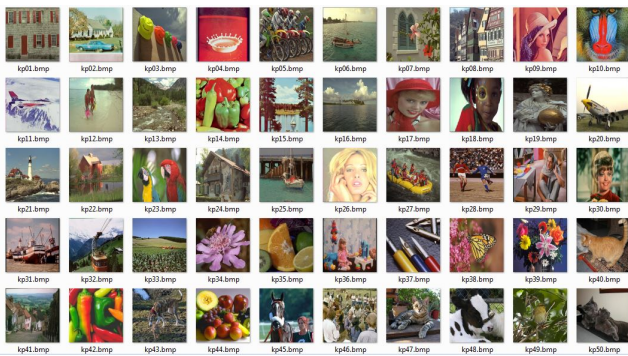 kp01.bmp kp02.bmp kp03.bmp kp04.bmp kp05.bmp kp06.bmp kp07.bmp kp08.bmp kp09.bmp kp10.bmp
kp11.bmp kp12.bmp kp13.bmp kp14.bmp kp15.bmp kp16.bmp kp17.bmp kp18.bmp kp19.bmp kp20.bmp
kp21.bmp kp22.bmp kp23.bmp kp24.bmp kp25.bmp kp26.bmp kp27.bmp kp28.bmp kp29.bmp kp30.bmp
kp31.bmp kp32.bmp kp33.bmp kp34.bmp kp35.bmp kp36.bmp kp37.bmp kp38.bmp kp39.bmp kp40.bmp
kp41.bmp kp42.bmp kp43.bmp kp44.bmp kp45.bmp kp46.bmp kp47.bmp kp48.bmp kp49.bmp kp50.bmp